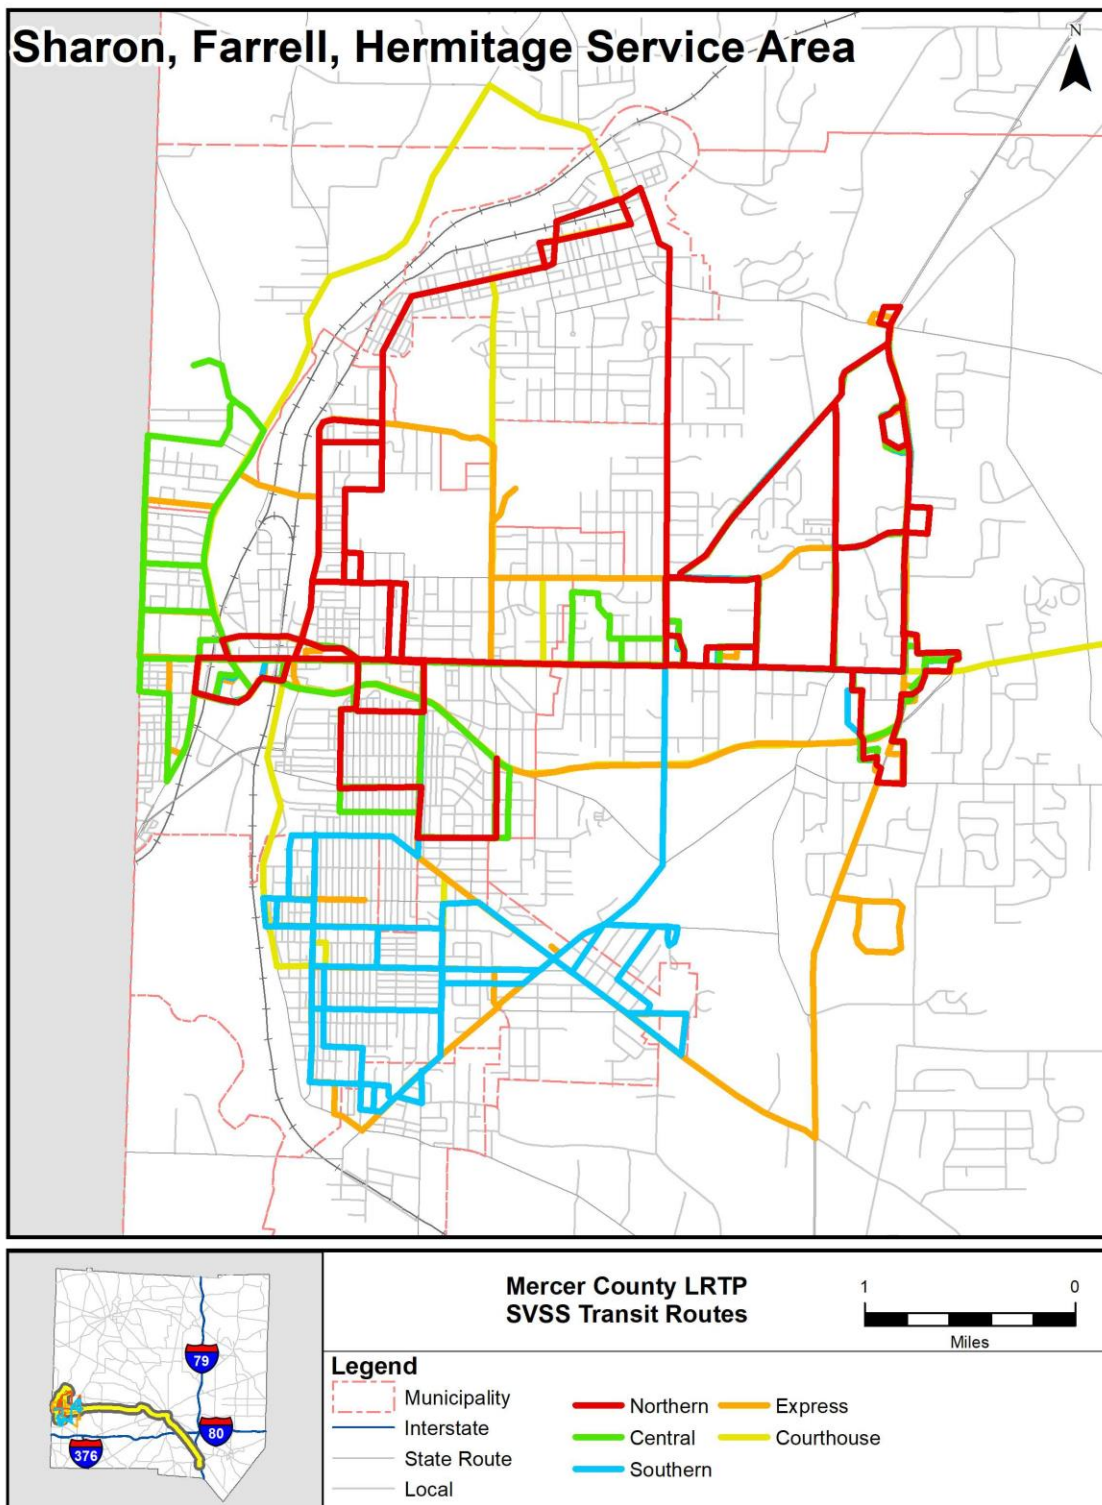 Sharon, Farrell, Hermitage Service Area
N
Mercer County LRTP
SVSS Transit Routes
1 0
Miles
79
80
376
Legend
Municipality
Interstate
State Route
Local
Northern
Central
Southern
Express
Courthouse